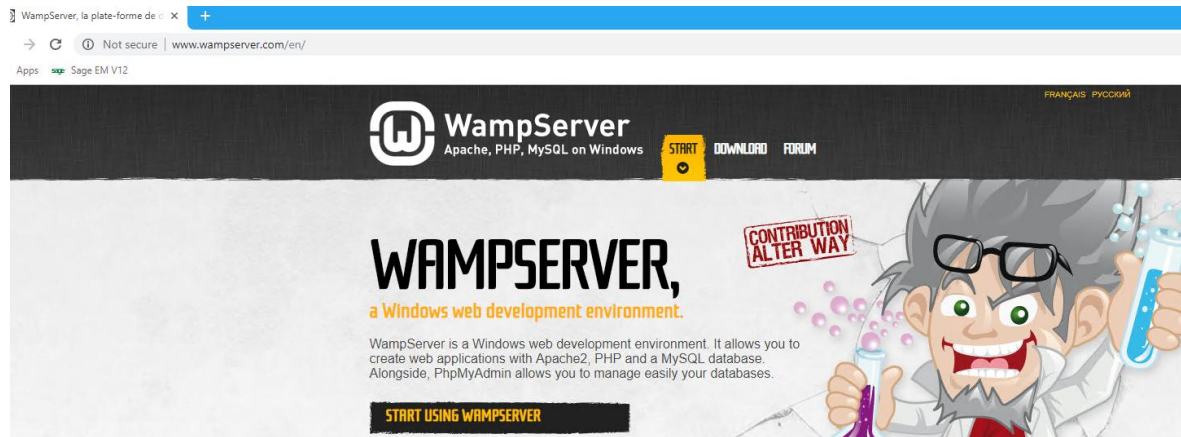 WampServer, la plate-forme de
Not secure | www.wampserver.com/en/
Apps sage Sage EM V12
FRANÇAIS РУССКИЙ
WampServer
Apache, PHP, MySQL on Windows
START DOWNLOAD FORUM
CONTRIBUTION
ALTER WAY
WAMPSERVER,
a Windows web development environment.
WampServer is a Windows web development environment. It allows you to
create web applications with Apache2, PHP and a MySQL database.
Alongside, PhpMyAdmin allows you to manage easily your databases.
START USING WAMPSERVER